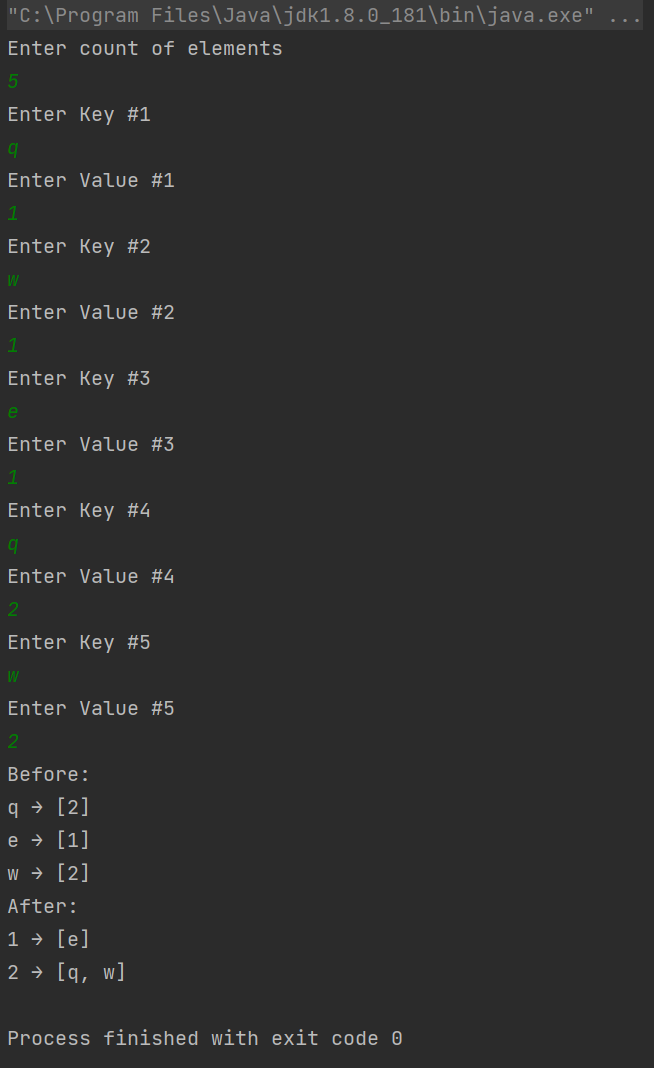 "C:\Program Files\Java\jdk1.8.0_181\bin\java.exe" ...
Enter count of elements
5
Enter Key #1
q
Enter Value #1
1
Enter Key #2
w
Enter Value #2
1
Enter Key #3
e
Enter Value #3
1
Enter Key #4
q
Enter Value #4
2
Enter Key #5
w
Enter Value #5
2
Before:
q → [2]
e → [1]
w → [2]
After:
1 → [e]
2 → [q, w]
Process finished with exit code 0